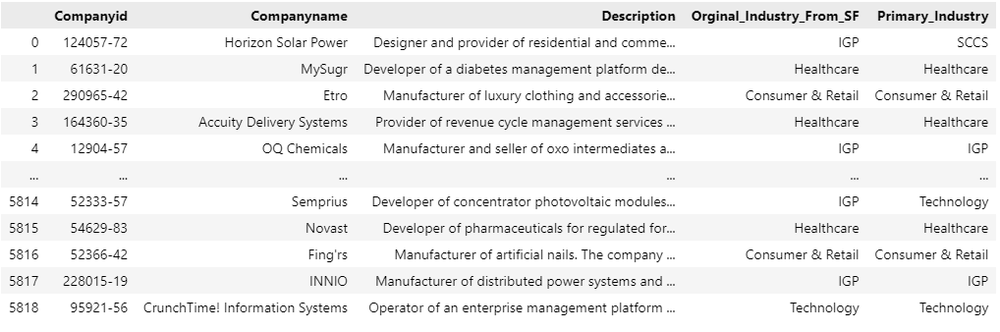 Companyid Companyname Description Orginal_Industry_From_SF Primary_Industry
0 124057-72 Horizon Solar Power Designer and provider of residential and comme... IGP SCCS
1 61631-20 MySugr Developer of a diabetes management platform de... Healthcare Healthcare
2 290965-42 Etro Manufacturer of luxury clothing and accessorie... Consumer & Retail Consumer & Retail
3 164360-35 Accuity Delivery Systems Provider of revenue cycle management services ... Healthcare Healthcare
4 12904-57 OQ Chemicals Manufacturer and seller of oxo intermediates a... IGP IGP
... ... ... ... ... ...
5814 52333-57 Semprius Developer of concentrator photovoltaic modules... IGP Technology
5815 54629-83 Novast Developer of pharmaceuticals for regulated for... Healthcare Healthcare
5816 52366-42 Fing'rs Manufacturer of artificial nails. The company ... Consumer & Retail Consumer & Retail
5817 228015-19 INNIO Manufacturer of distributed power systems and ... IGP IGP
5818 95921-56 CrunchTime! Information Systems Operator of an enterprise management platform ... Technology Technology